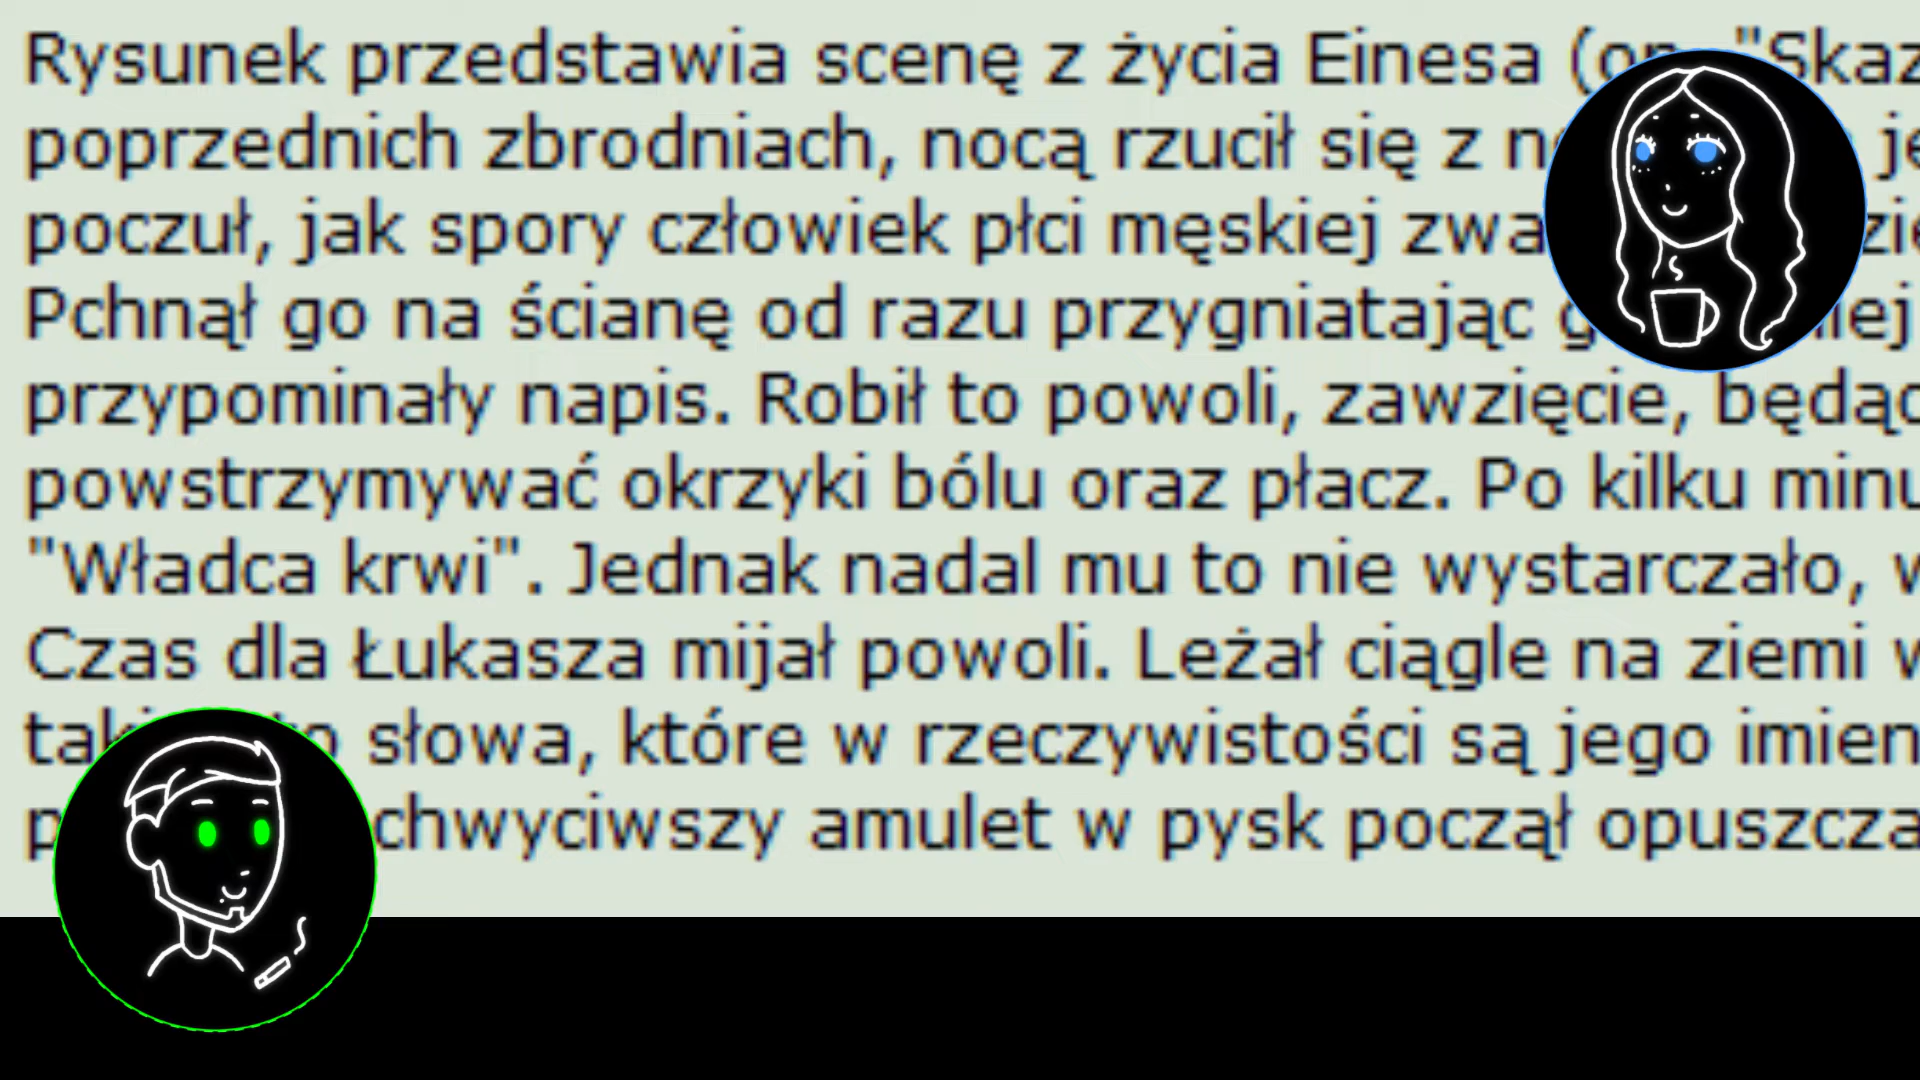 Rysunek przedstawia scenę z życia Einesa (op. "Skaz
poprzednich zbrodniach, nocą rzucił się z
poczuł, jak spory człowiek płci męskiej
Pchnął go na ścianę od razu przygniatając
przypominały napis. Robił to powoli, zawzięcie, będąc
powstrzymywać okrzyki bólu oraz płacz. Po kilku minu
"Władca krwi". Jednak nadal mu to nie wystarczało, w
Czas dla Łukasza mijał powoli. Leżał ciągle na ziemi w
słowa, które w rzeczywistości są jego imien
chwyciwszy amulet w pysk począł opuszcza